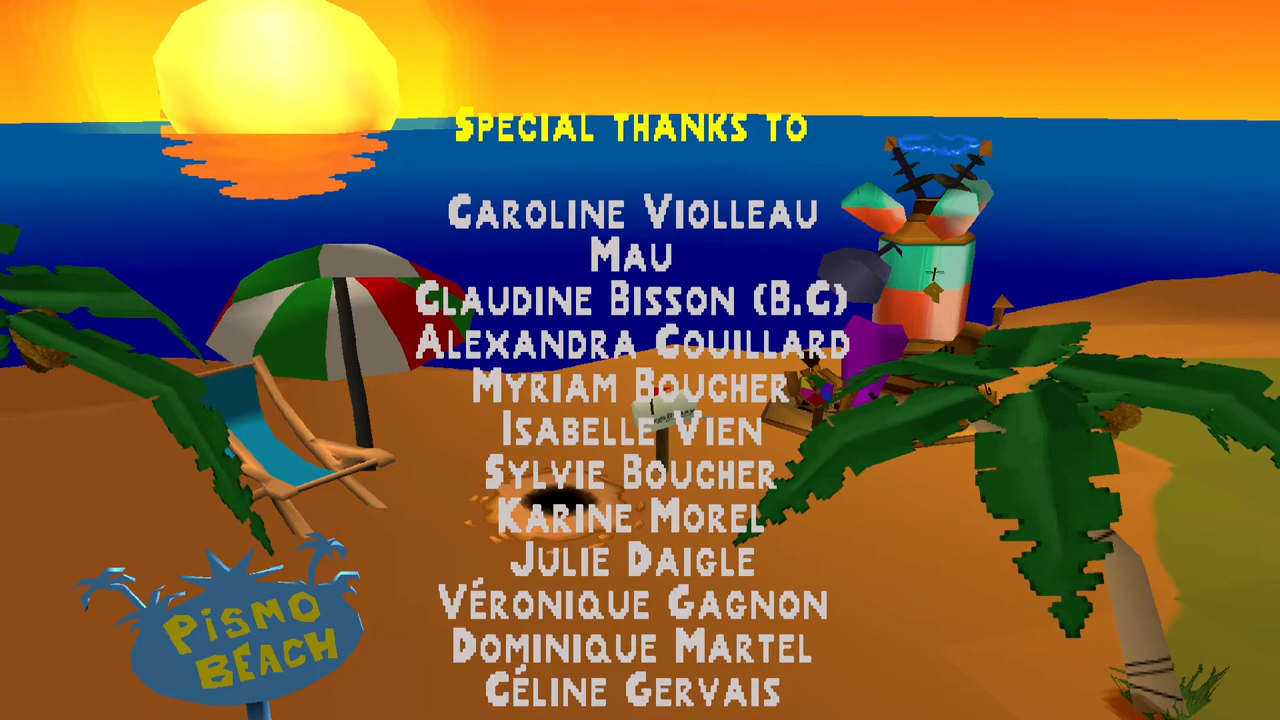 Special thanks to
Caroline Violleau
Mau
Claudine Bisson (B.C)
Alexandra Couillard
Myriam Boucher
Isabelle Vien
Sylvie Boucher
Karine Morel
Julie Daigle
Véronique Gagnon
Dominique Martel
Céline Gervais
PiSMO
BEACH